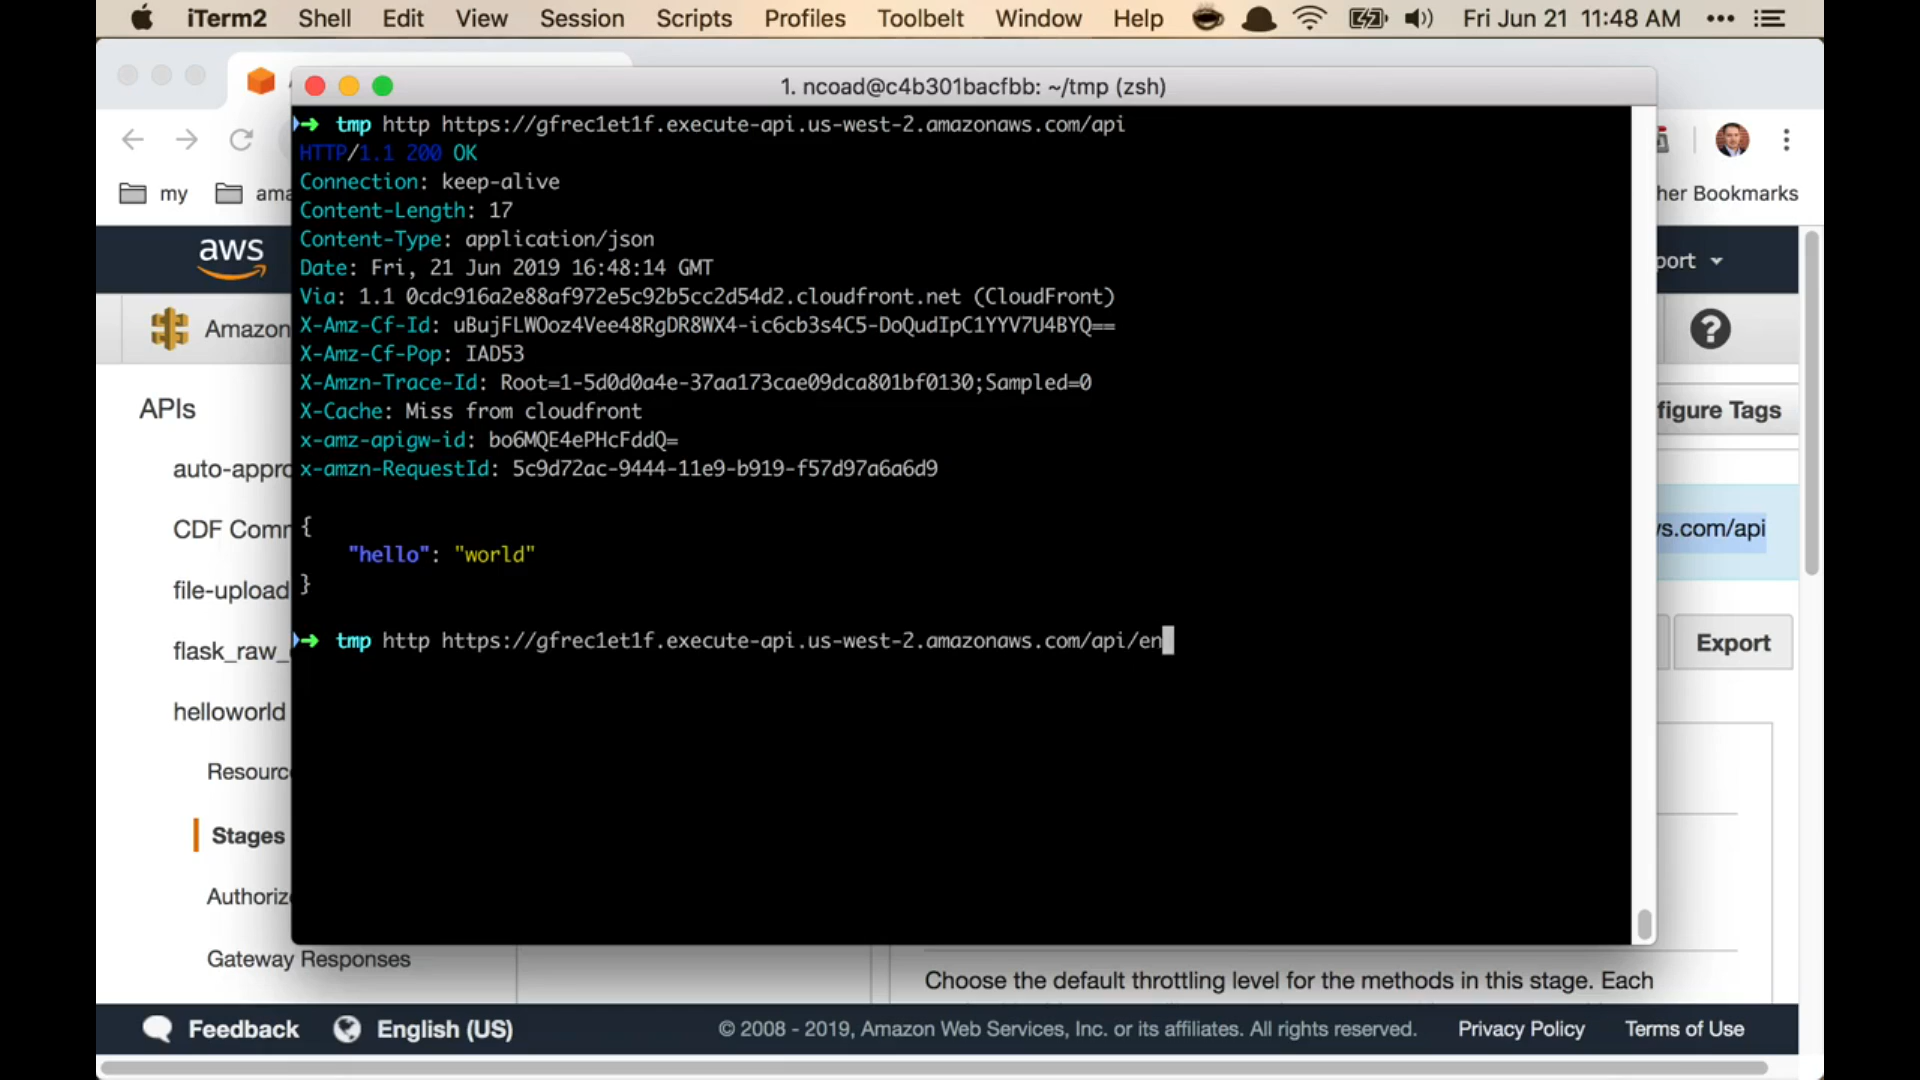 iTerm2 Shell Edit View Session Scripts Profiles Toolbelt Window Help Fri Jun 21 11:48 AM
1. ncoad@c4b301bacfbb: ~/tmp (zsh)
➜ tmp http https://gfrec1et1f.execute-api.us-west-2.amazonaws.com/api
HTTP/1.1 200 OK
Connection: keep-alive
Content-Length: 17
Content-Type: application/json
Date: Fri, 21 Jun 2019 16:48:14 GMT
Via: 1.1 0cdc916a2e88af972e5c92b5cc2d54d2.cloudfront.net (CloudFront)
X-Amz-Cf-Id: uBujFLWOoz4Vee48RgDR8WX4-ic6cb3s4C5-DoQudIpC1YYV7U4BYQ==
X-Amz-Cf-Pop: IAD53
X-Amzn-Trace-Id: Root=1-5d0d0a4e-37aa173cae09dca801bf0130;Sampled=0
X-Cache: Miss from cloudfront
x-amz-apigw-id: bo6MQE4ePHcFddQ=
x-amzn-RequestId: 5c9d72ac-9444-11e9-b919-f57d97a6a6d9
{
"hello": "world"
}
➜ tmp http https://gfrec1et1f.execute-api.us-west-2.amazonaws.com/api/en
my ama
her Bookmarks
aws
port
Amazon
APIs
figure Tags
auto-appro
CDF Comm
s.com/api
file-upload
flask_raw_
Export
helloworld
Resourc
Stages
Authoriz
Gateway Responses
Choose the default throttling level for the methods in this stage. Each
Feedback English (US) © 2008 - 2019, Amazon Web Services, Inc. or its affiliates. All rights reserved. Privacy Policy Terms of Use